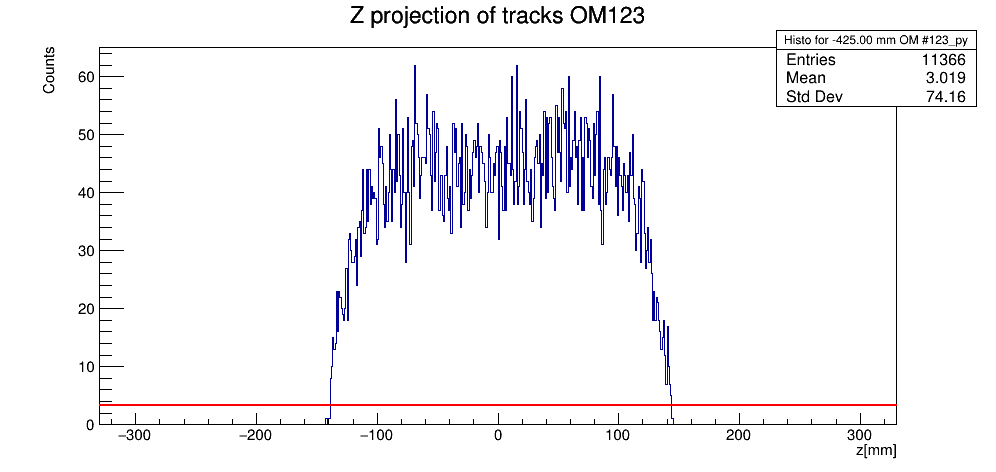 Z projection of tracks OM123
Histo for -425.00 mm OM #123_py
Entries 11366
Mean 3.019
Std Dev 74.16
Counts
60
50
40
30
20
10
0
−300 −200 −100 0 100 200 300
z[mm]